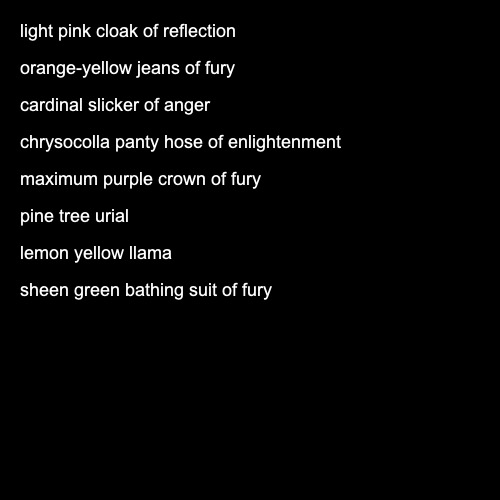 light pink cloak of reflection
orange-yellow jeans of fury
cardinal slicker of anger
chrysocolla panty hose of enlightenment
maximum purple crown of fury
pine tree urial
lemon yellow llama
sheen green bathing suit of fury